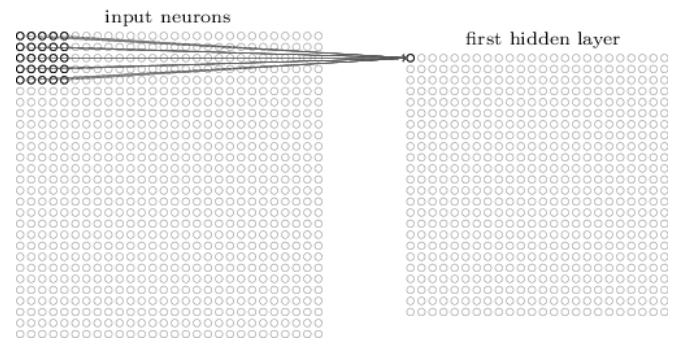 input neurons
first hidden layer